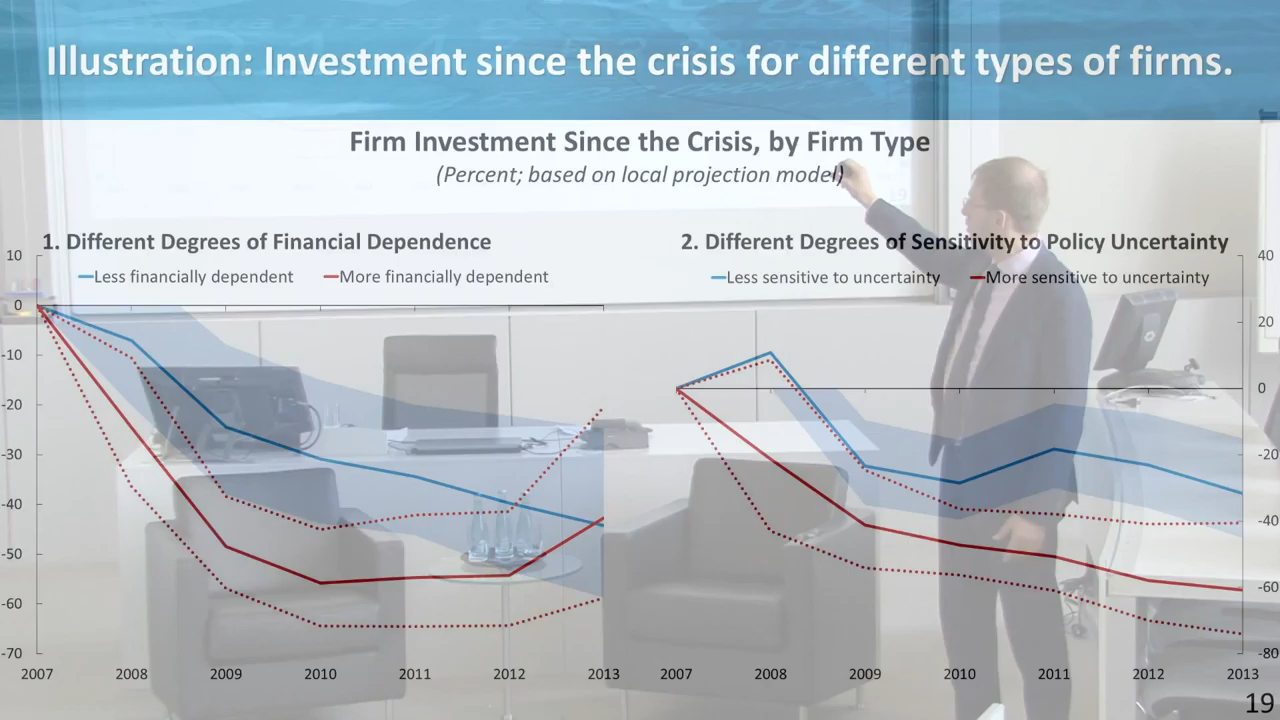 Illustration: Investment since the crisis for different types of firms.
Firm Investment Since the Crisis, by Firm Type
(Percent; based on local projection model)
1. Different Degrees of Financial Dependence
Less financially dependent
More financially dependent
10
0
-10
-20
-30
-40
-50
-60
-70
2007 2008 2009 2010 2011 2012 2013
2. Different Degrees of Sensitivity to Policy Uncertainty
Less sensitive to uncertainty
More sensitive to uncertainty
40
20
0
-20
-40
-60
-80
2007 2008 2009 2010 2011 2012 2013
19